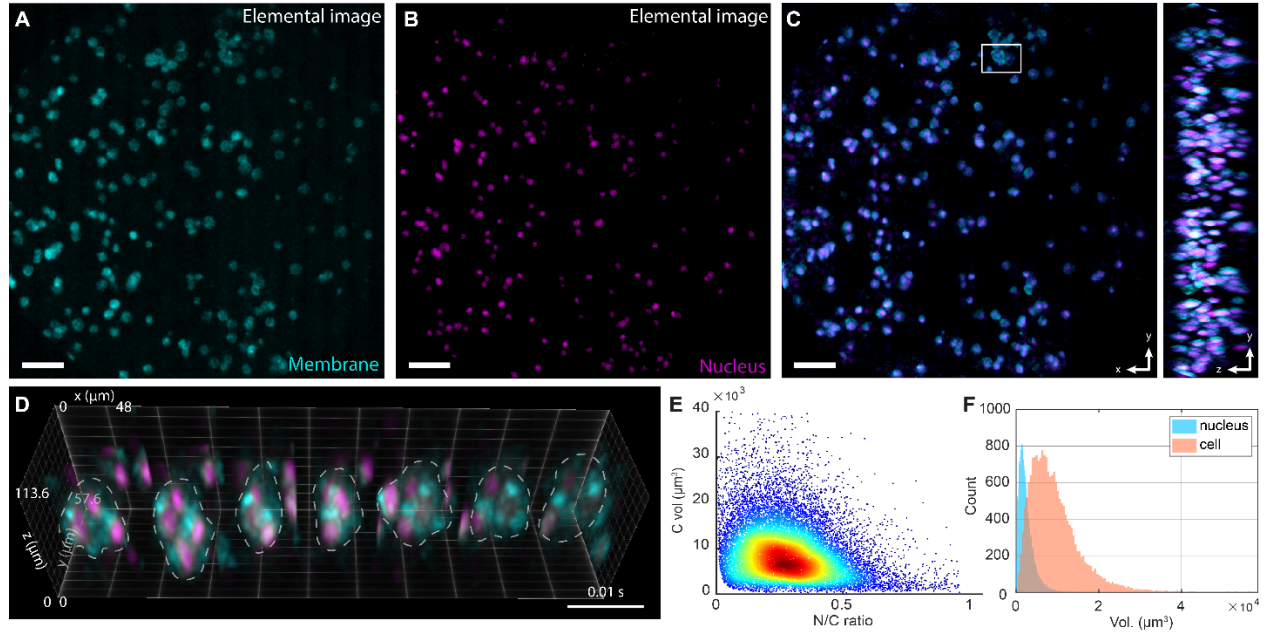 A
Elemental image
Membrane
B
Elemental image
Nucleus
C
x
y
z
y
D
0
x (µm)
48
113.6
57.6
z (µm)
y (µm)
0 0
0.01 s
E
×10³
40
30
20
10
0
C vol (µm³)
0
0.5
1
N/C ratio
F
1000
800
600
400
200
0
Count
nucleus
cell
0
2
4
×10⁴
Vol. (µm³)